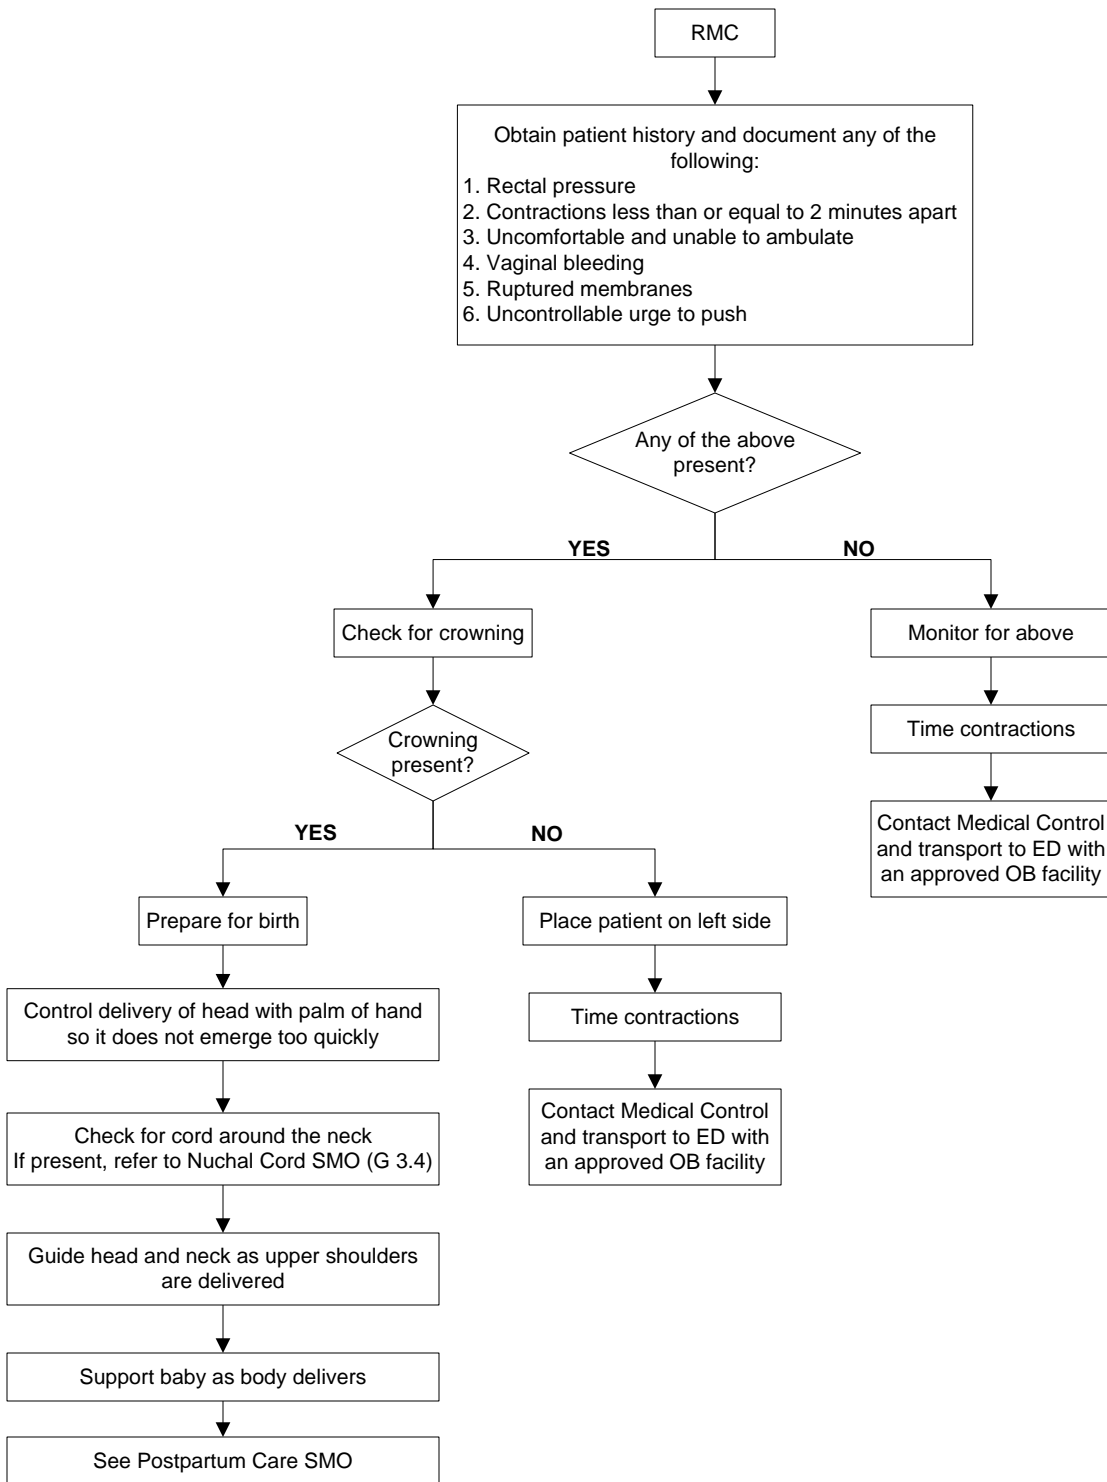 RMC
Obtain patient history and document any of the
following:
1. Rectal pressure
2. Contractions less than or equal to 2 minutes apart
3. Uncomfortable and unable to ambulate
4. Vaginal bleeding
5. Ruptured membranes
6. Uncontrollable urge to push
Any of the above
present?
YES
NO
Check for crowning
Crowning
present?
YES
NO
Prepare for birth
Control delivery of head with palm of hand
so it does not emerge too quickly
Check for cord around the neck
If present, refer to Nuchal Cord SMO (G 3.4)
Guide head and neck as upper shoulders
are delivered
Support baby as body delivers
See Postpartum Care SMO
Place patient on left side
Time contractions
Contact Medical Control
and transport to ED with
an approved OB facility
Monitor for above
Time contractions
Contact Medical Control
and transport to ED with
an approved OB facility